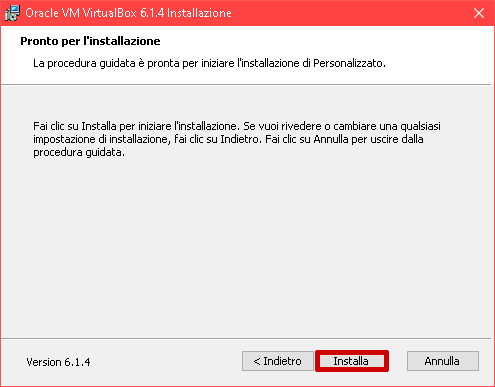 Oracle VM VirtualBox 6.1.4 Installazione
Pronto per l'installazione
La procedura guidata è pronta per iniziare l'installazione di Personalizzato.
Fai clic su Installa per iniziare l'installazione. Se vuoi rivedere o cambiare una qualsiasi
impostazione di installazione, fai clic su Indietro. Fai clic su Annulla per uscire dalla
procedura guidata.
Version 6.1.4
< Indietro
Installa
Annulla